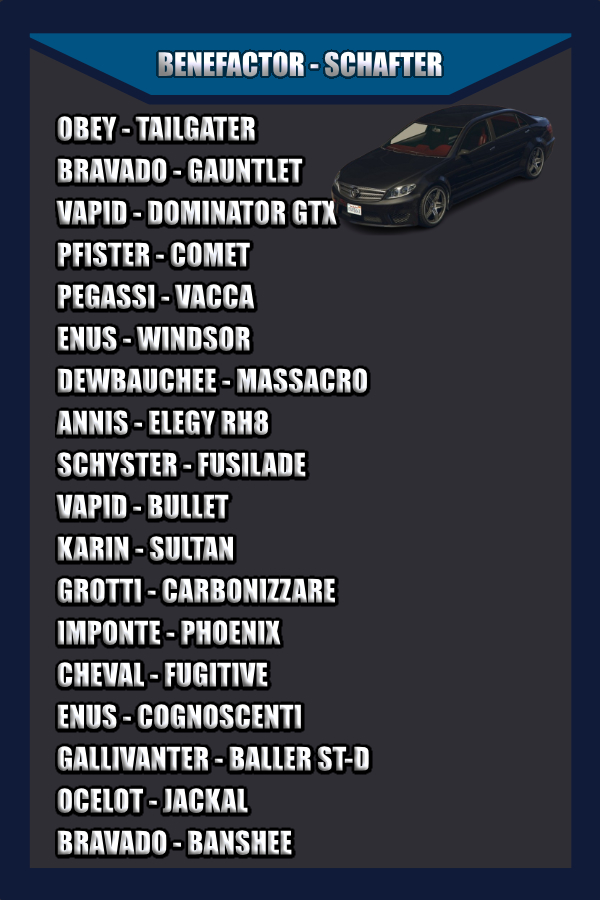 BENEFACTOR - SCHAFTER
OBEY - TAILGATER
BRAVADO - GAUNTLET
VAPID - DOMINATOR GTX
PFISTER - COMET
PEGASSI - VACCA
ENUS - WINDSOR
DEWBAUCHEE - MASSACRO
ANNIS - ELEGY RH8
SCHYSTER - FUSILADE
VAPID - BULLET
KARIN - SULTAN
GROTTI - CARBONIZZARE
IMPONTE - PHOENIX
CHEVAL - FUGITIVE
ENUS - COGNOSCENTI
GALLIVANTER - BALLER ST-D
OCELOT - JACKAL
BRAVADO - BANSHEE